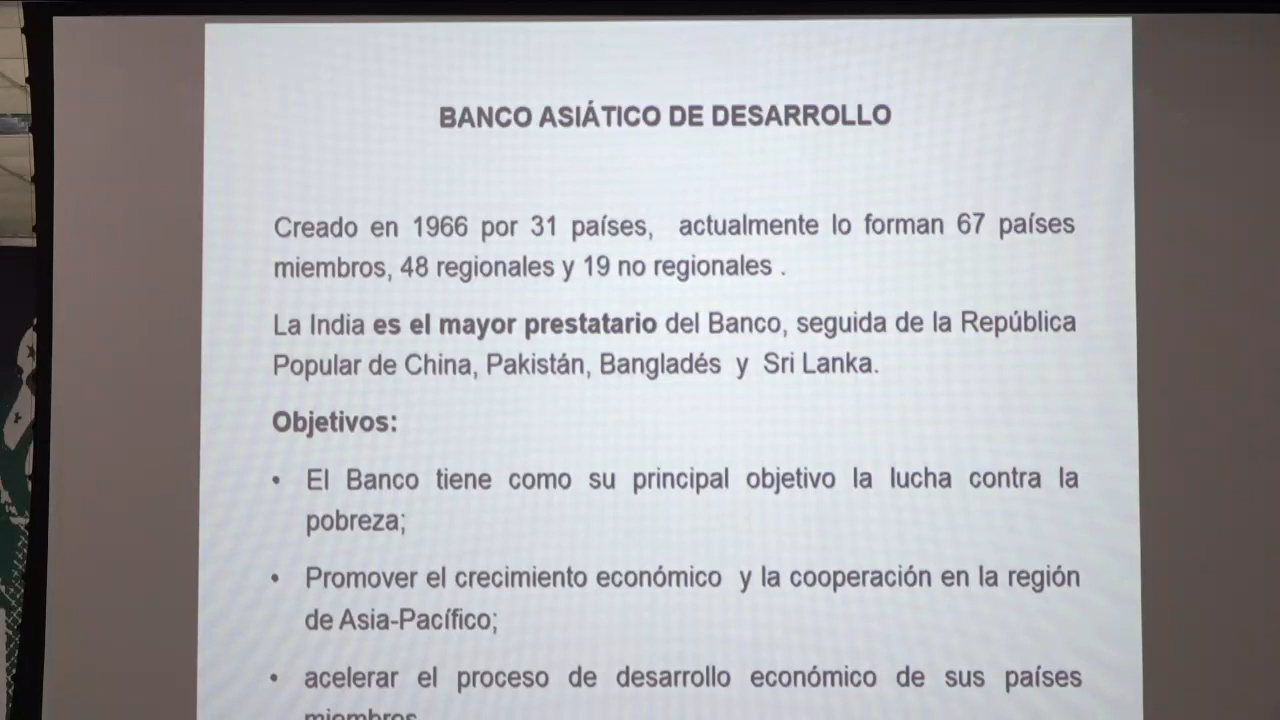 BANCO ASIÁTICO DE DESARROLLO
Creado en 1966 por 31 países, actualmente lo forman 67 países
miembros, 48 regionales y 19 no regionales .
La India es el mayor prestatario del Banco, seguida de la República
Popular de China, Pakistán, Bangladés y Sri Lanka.
Objetivos:
• El Banco tiene como su principal objetivo la lucha contra la
pobreza;
• Promover el crecimiento económico y la cooperación en la región
de Asia-Pacífico;
• acelerar el proceso de desarrollo económico de sus países
miembros